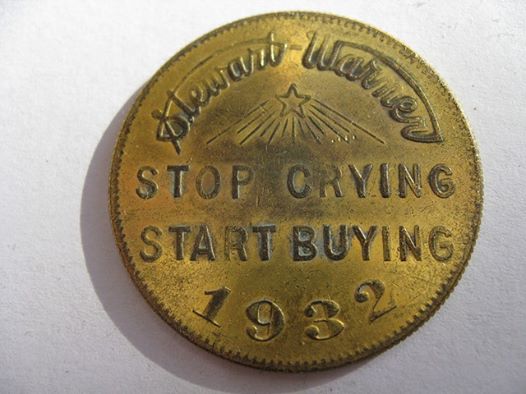 Stewart-Warner
STOP CRYING
START BUYING
1932